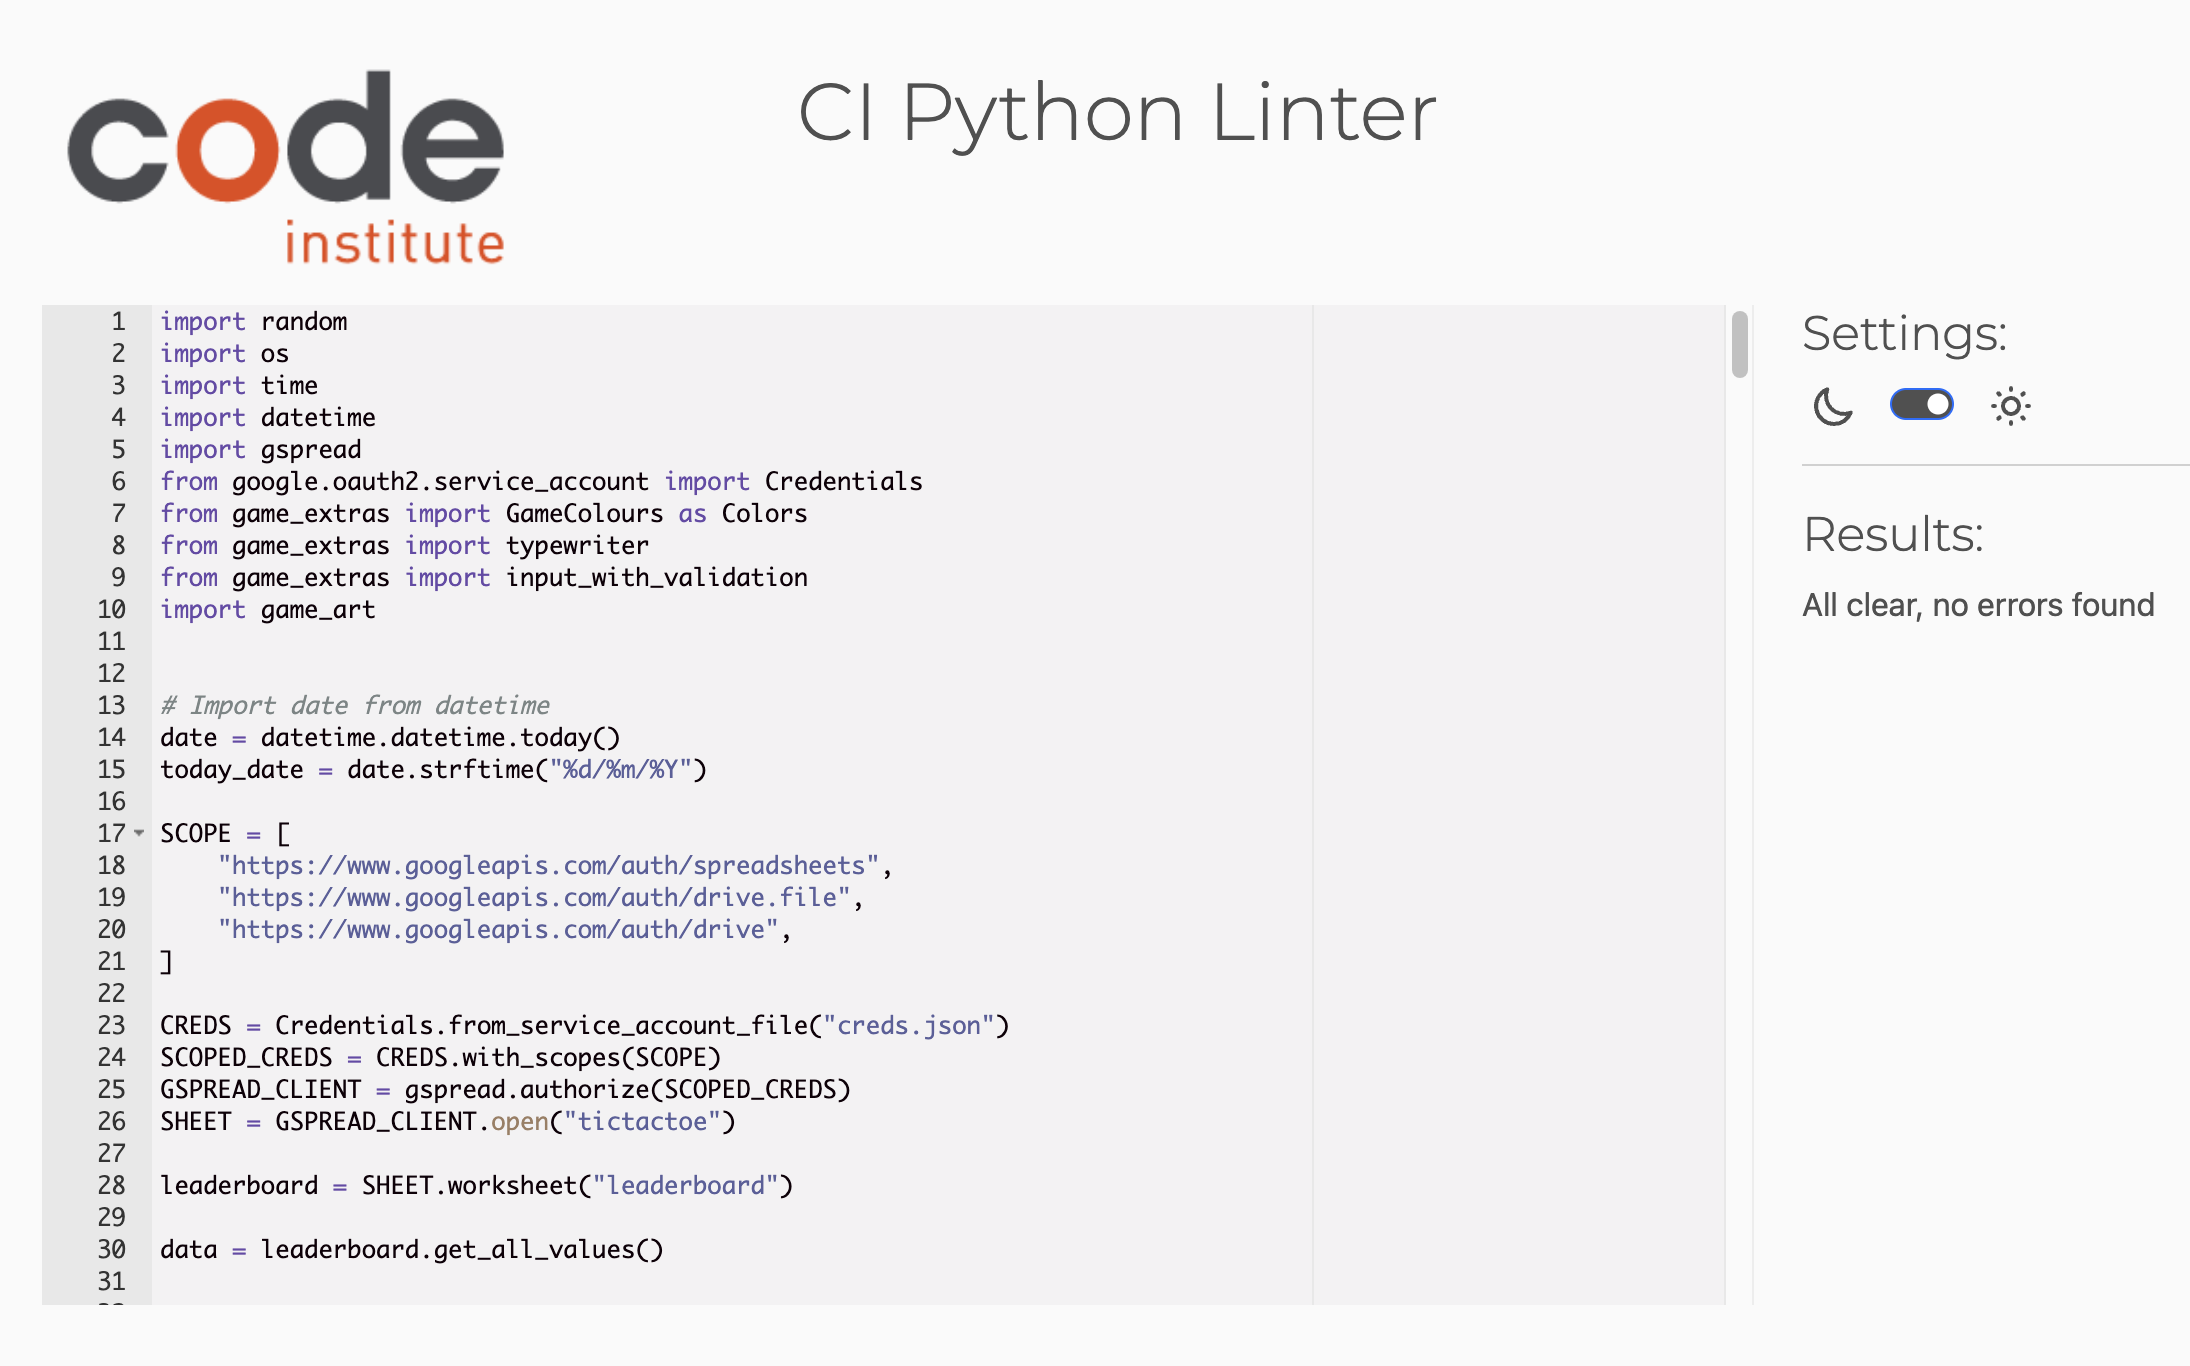 code
institute
CI Python Linter
1 import random
2 import os
3 import time
4 import datetime
5 import gspread
6 from google.oauth2.service_account import Credentials
7 from game_extras import GameColours as Colors
8 from game_extras import typewriter
9 from game_extras import input_with_validation
10 import game_art
11
12
13 # Import date from datetime
14 date = datetime.datetime.today()
15 today_date = date.strftime("%d/%m/%Y")
16
17 SCOPE = [
18     "https://www.googleapis.com/auth/spreadsheets",
19     "https://www.googleapis.com/auth/drive.file",
20     "https://www.googleapis.com/auth/drive",
21 ]
22
23 CREDS = Credentials.from_service_account_file("creds.json")
24 SCOPED_CREDS = CREDS.with_scopes(SCOPE)
25 GSPREAD_CLIENT = gspread.authorize(SCOPED_CREDS)
26 SHEET = GSPREAD_CLIENT.open("tictactoe")
27
28 leaderboard = SHEET.worksheet("leaderboard")
29
30 data = leaderboard.get_all_values()
31
Settings:
Results:
All clear, no errors found